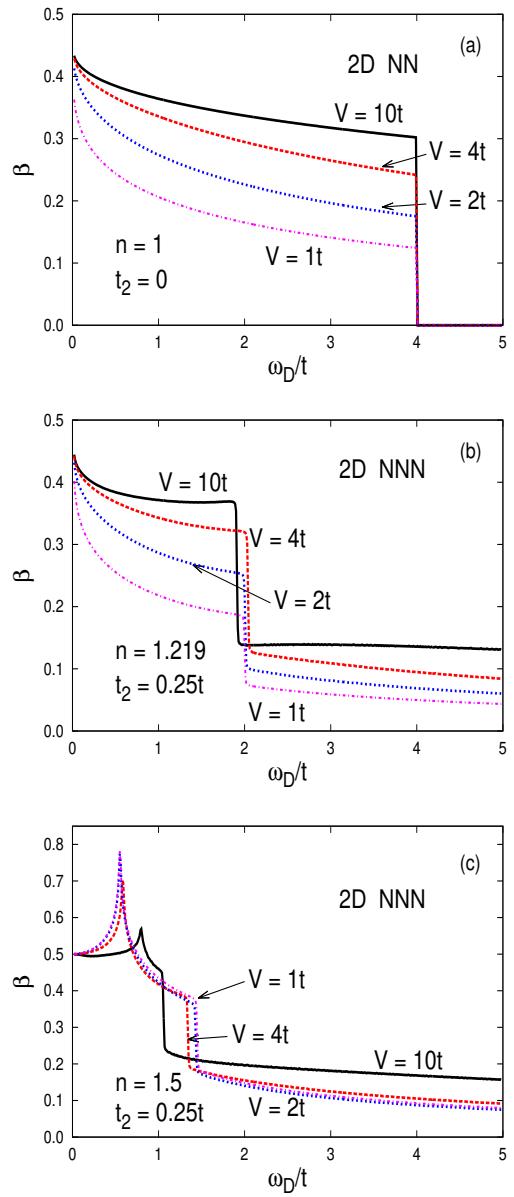 (a)
2D NN
V = 10t
V = 4t
V = 2t
V = 1t
n = 1
t2 = 0
β
0.5
0.4
0.3
0.2
0.1
0.0
0 1 2 3 4 5
ωD/t
(b)
2D NNN
V = 10t
V = 4t
V = 2t
V = 1t
n = 1.219
t2 = 0.25t
β
0.5
0.4
0.3
0.2
0.1
0.0
0 1 2 3 4 5
ωD/t
(c)
2D NNN
V = 1t
V = 4t
V = 10t
V = 2t
n = 1.5
t2 = 0.25t
β
0.8
0.7
0.6
0.5
0.4
0.3
0.2
0.1
0.0
0 1 2 3 4 5
ωD/t